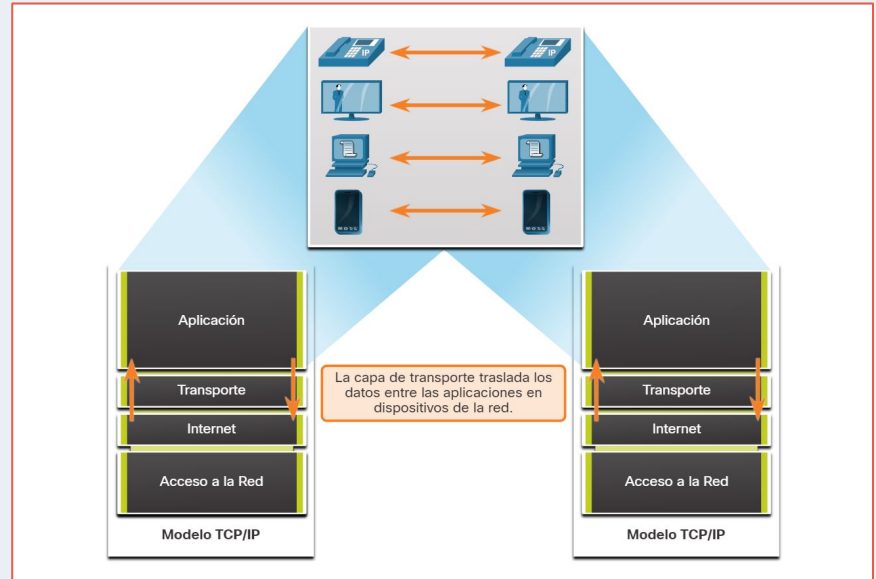 IP
IP
Aplicación
Transporte
Internet
Acceso a la Red
Modelo TCP/IP
La capa de transporte traslada los
datos entre las aplicaciones en
dispositivos de la red.
Aplicación
Transporte
Internet
Acceso a la Red
Modelo TCP/IP